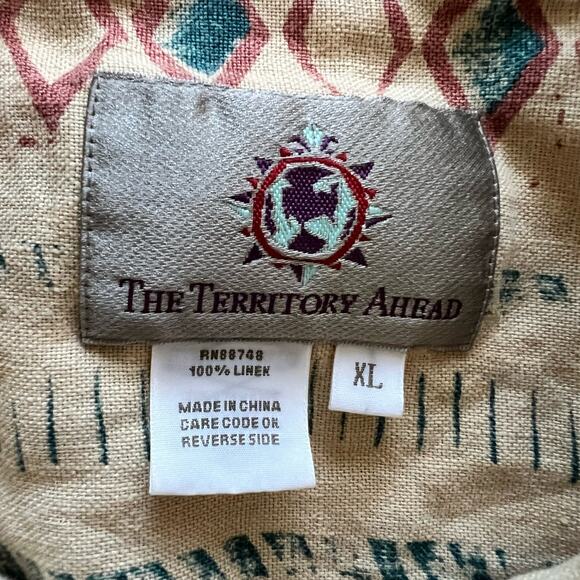 THE TERRITORY AHEAD
RN88748
100% LINEN
XL
MADE IN CHINA
CARE CODE ON
REVERSE SIDE